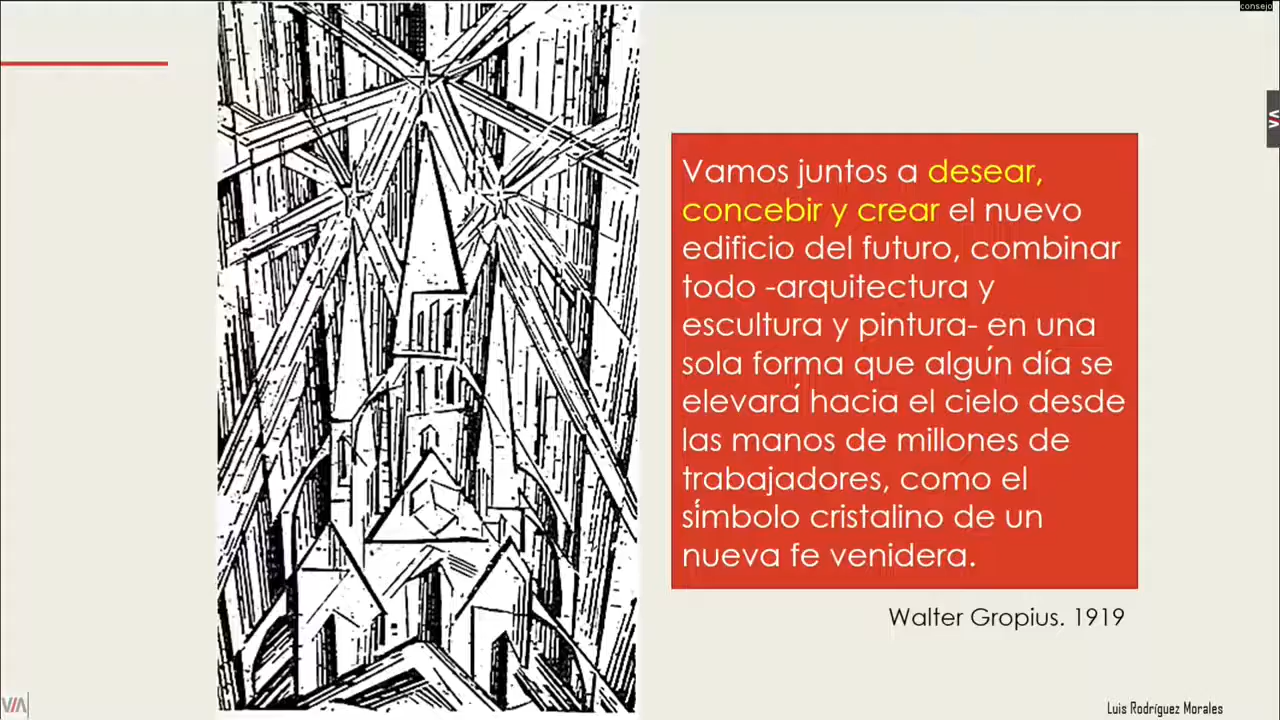 consejo
Vamos juntos a desear,
concebir y crear el nuevo
edificio del futuro, combinar
todo -arquitectura y
escultura y pintura- en una
sola forma que algún día se
elevará hacia el cielo desde
las manos de millones de
trabajadores, como el
símbolo cristalino de un
nueva fe venidera.
Walter Gropius. 1919
VIA
Luis Rodríguez Morales